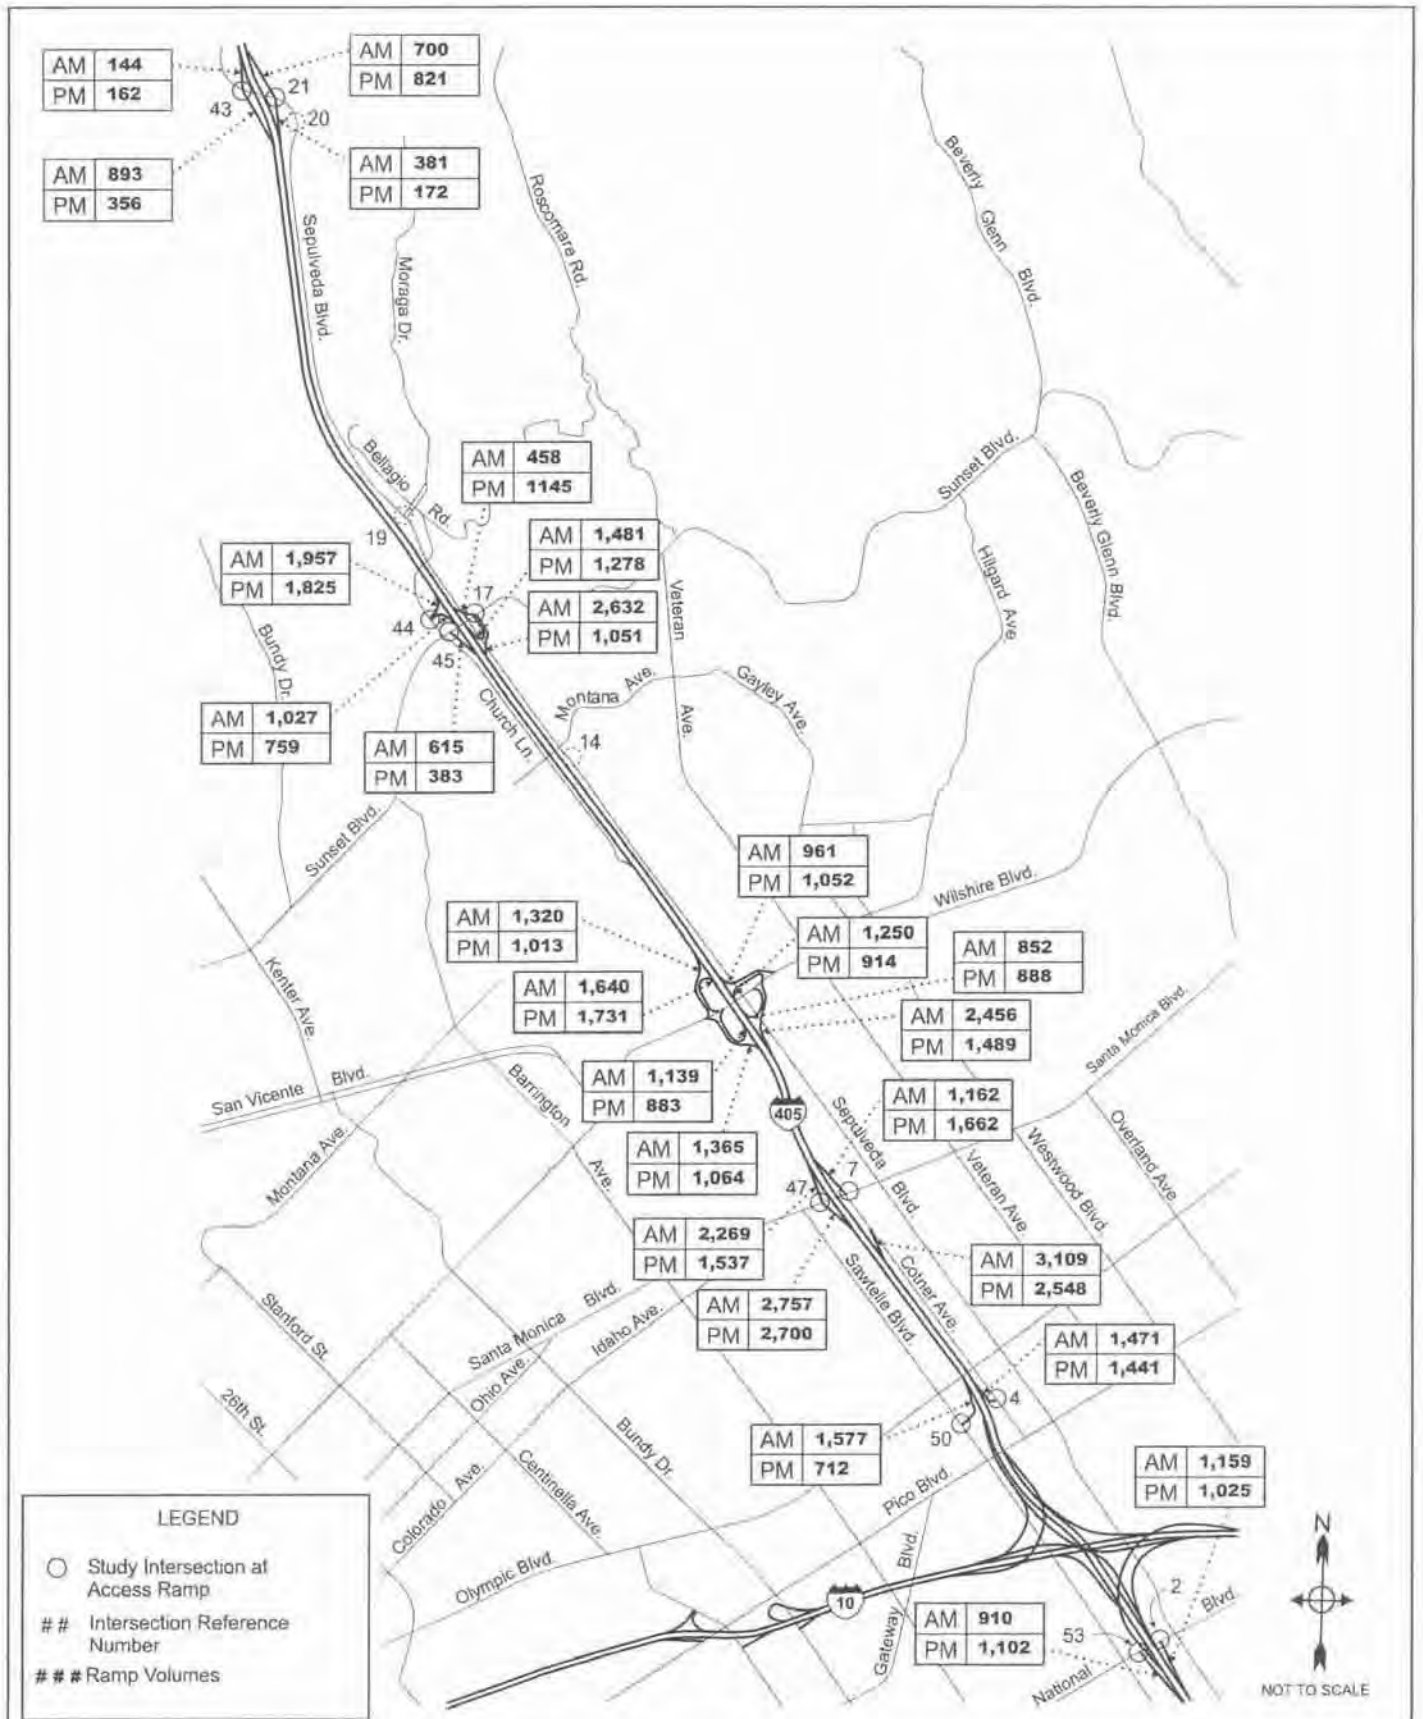 AM 144
PM 162
AM 700
PM 821
21
43
20
AM 893
PM 356
AM 381
PM 172
Sepulveda Blvd.
Moraga Dr.
Roscomare Rd.
Beverly Glenn Blvd.
Bellagio Rd.
AM 458
PM 1145
19
AM 1,481
PM 1,278
AM 1,957
PM 1,825
17
AM 2,632
PM 1,051
44
45
Sunset Blvd.
Beverly Glenn Blvd.
Hilgard Ave
Veteran Ave.
Bundy Dr.
Church Ln.
Montana Ave.
Gayley Ave.
AM 1,027
PM 759
AM 615
PM 383
14
Sunset Blvd.
AM 961
PM 1,052
Wilshire Blvd.
AM 1,320
PM 1,013
AM 1,250
PM 914
AM 852
PM 888
Kenter Ave.
AM 1,640
PM 1,731
AM 2,456
PM 1,489
Santa Monica Blvd.
San Vicente Blvd.
Barrington Ave.
AM 1,139
PM 883
405
Sepulveda Blvd.
AM 1,162
PM 1,662
Montana Ave.
AM 1,365
PM 1,064
7
47
Veteran Ave
Westwood Blvd.
Overland Ave
AM 2,269
PM 1,537
AM 3,109
PM 2,548
Sawtelle Blvd.
Cotner Ave.
AM 2,757
PM 2,700
Stanford St.
Santa Monica Blvd.
Idaho Ave.
Ohio Ave.
AM 1,471
PM 1,441
4
50
26th St.
Bundy Dr.
Centinella Ave.
Colorado Ave.
AM 1,577
PM 712
Pico Blvd.
AM 1,159
PM 1,025
Olympic Blvd.
10
Gateway Blvd.
AM 910
PM 1,102
53
2
National Blvd.
LEGEND
Study Intersection at
Access Ramp
## Intersection Reference
Number
### Ramp Volumes
N
NOT TO SCALE